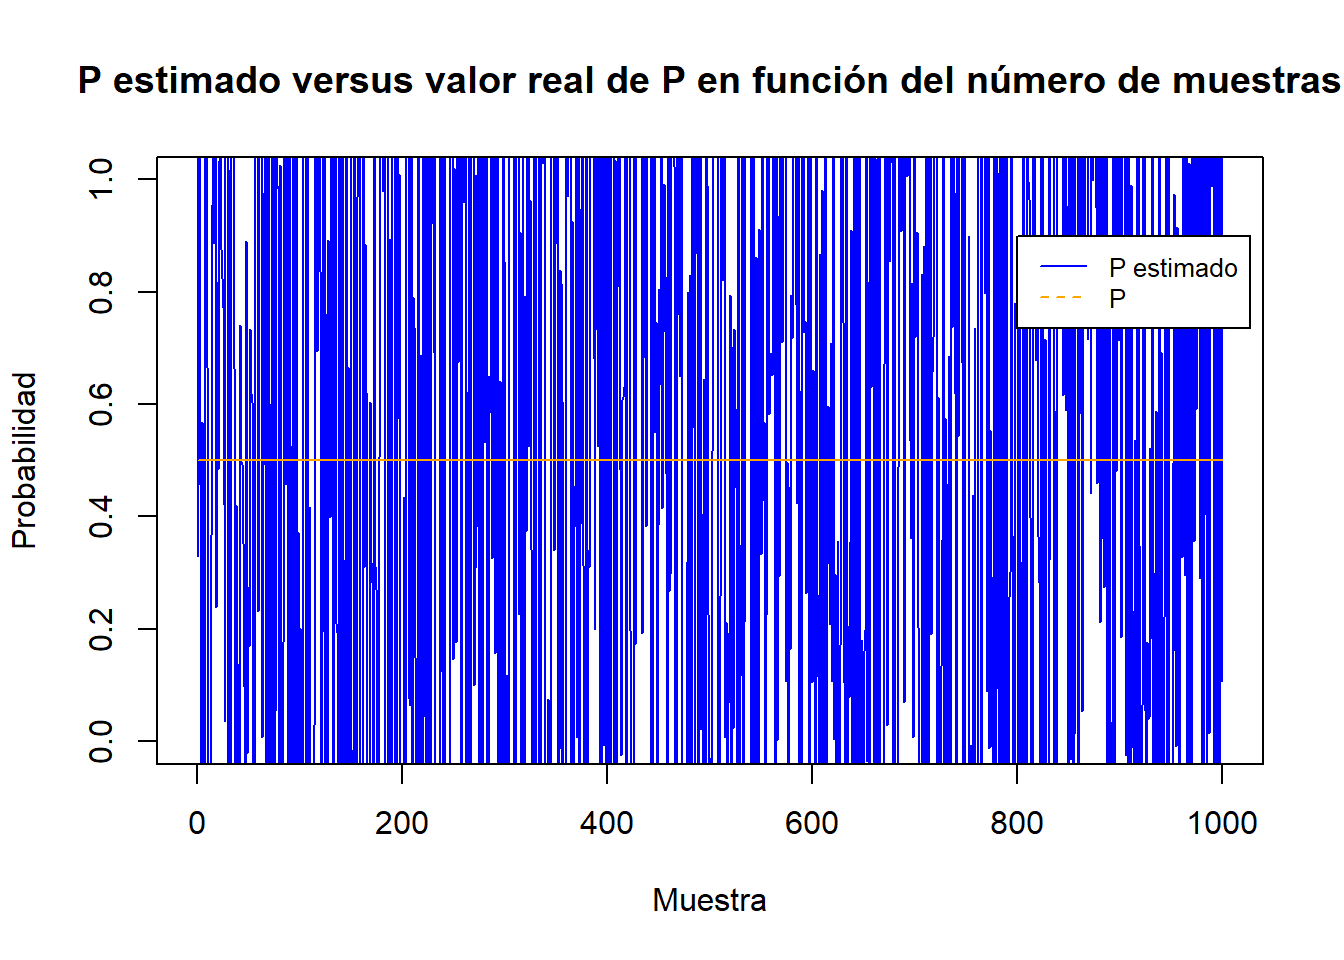 P estimado versus valor real de P en función del número de muestras
Probabilidad
1.0
0.8
0.6
0.4
0.2
0.0
P estimado
P
0 200 400 600 800 1000
Muestra